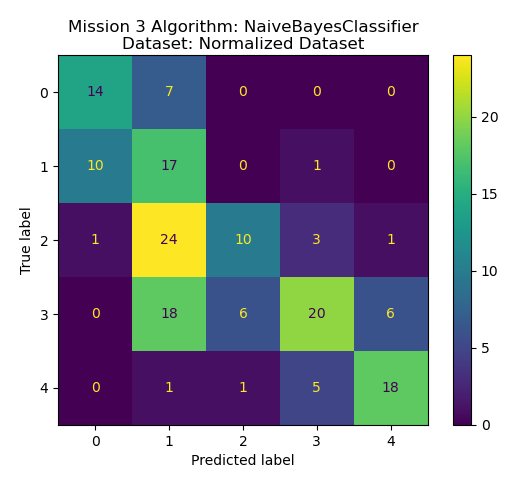 Mission 3 Algorithm: NaiveBayesClassifier
Dataset: Normalized Dataset
True label
0 14 7 0 0 0
1 10 17 0 1 0
2 1 24 10 3 1
3 0 18 6 20 6
4 0 1 1 5 18
0 1 2 3 4
Predicted label
20
15
10
5
0